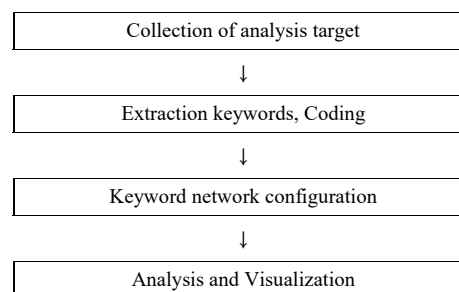 Collection of analysis target
↓
Extraction keywords, Coding
↓
Keyword network configuration
↓
Analysis and Visualization